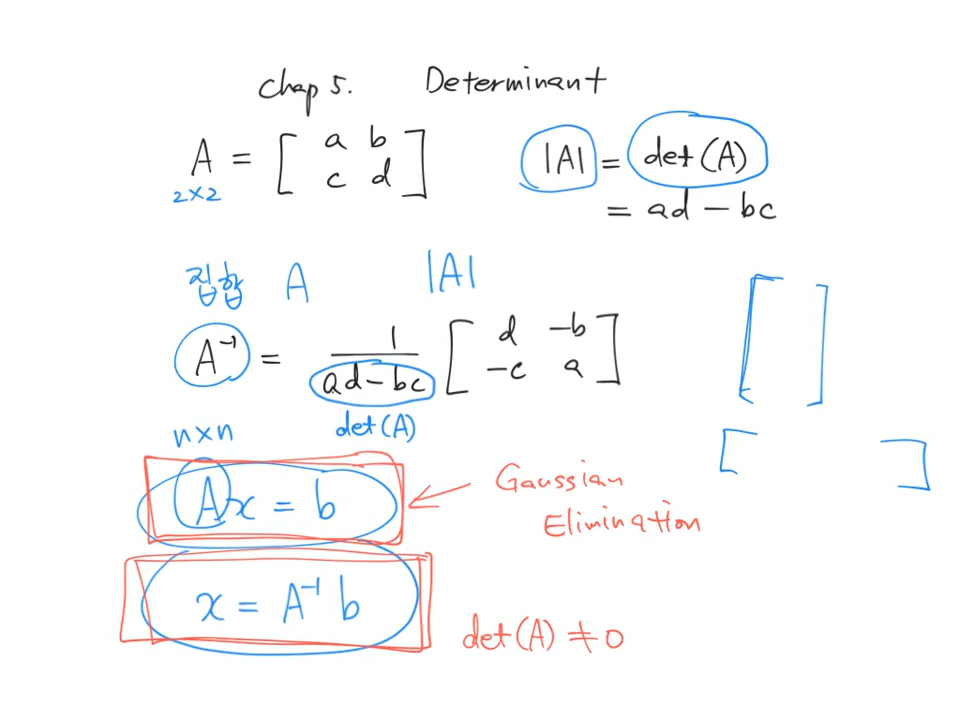 Chap 5. Determinant
A = [ a b
c d ]
2×2
|A| = det(A)
= ad - bc
집합 A |A|
A⁻¹ = 1 / ad-bc [ d -b
-c a ]
det(A)
n×n
Ax = b
Gaussian
Elimination
x = A⁻¹ b
det(A) ≠ 0
[ ]
[ ]